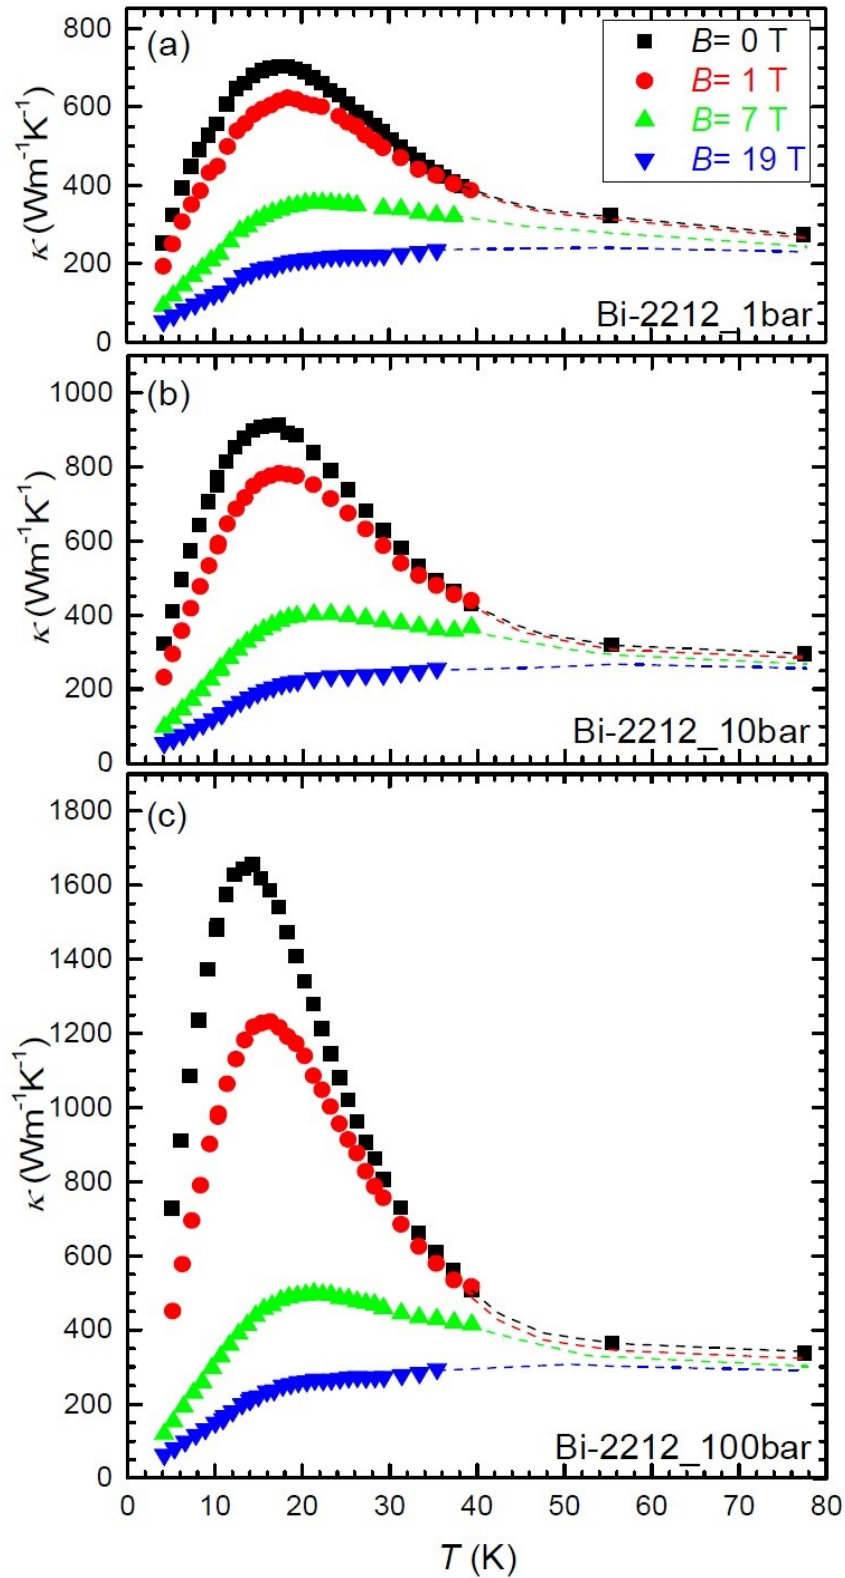 800
(a)
B= 0 T
B= 1 T
B= 7 T
B= 19 T
600
400
200
0
κ (Wm⁻¹K⁻¹)
Bi-2212_1bar
(b)
1000
800
600
400
200
0
κ (Wm⁻¹K⁻¹)
Bi-2212_10bar
(c)
1800
1600
1400
1200
1000
800
600
400
200
0
κ (Wm⁻¹K⁻¹)
Bi-2212_100bar
0 10 20 30 40 50 60 70 80
T (K)